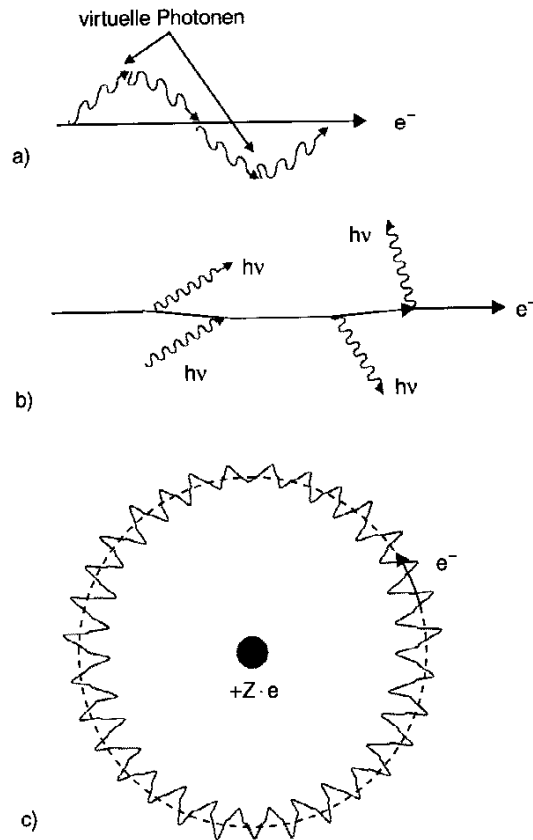 virtuelle Photonen
e⁻
a)
hν
hν
e⁻
hν
hν
b)
e⁻
+Z · e
c)